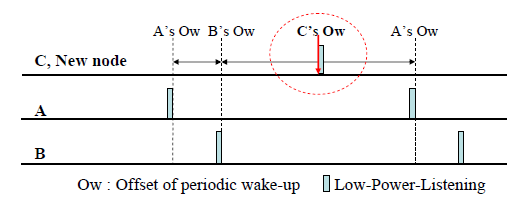 A's Ow B's Ow C's Ow A's Ow
C, New node
A
B
Ow : Offset of periodic wake-up Low-Power-Listening